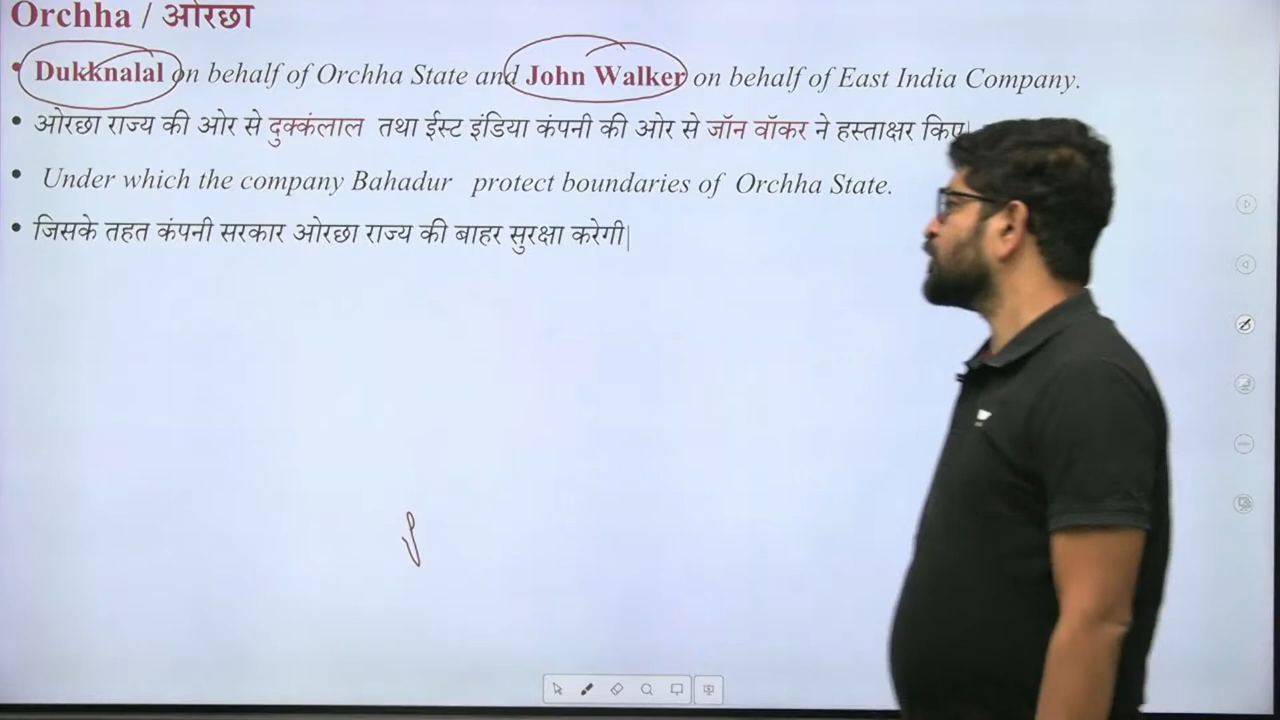 Orchha / ओरछा
• Dukknalal on behalf of Orchha State and John Walker on behalf of East India Company.
• ओरछा राज्य की ओर से दुक्कंलाल तथा ईस्ट इंडिया कंपनी की ओर से जॉन वॉकर ने हस्ताक्षर किए|
• Under which the company Bahadur protect boundaries of Orchha State.
• जिसके तहत कंपनी सरकार ओरछा राज्य की बाहर सुरक्षा करेगी|